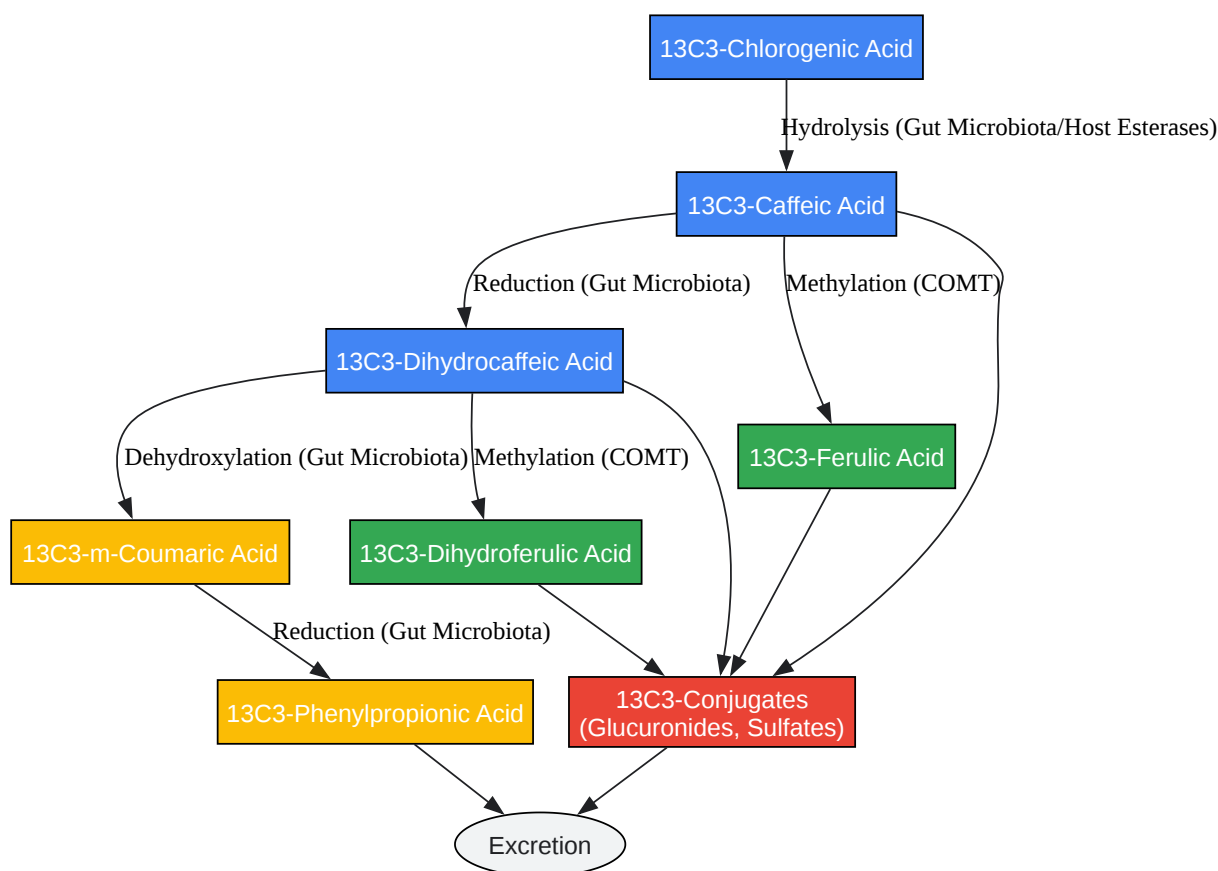 13C3-Chlorogenic Acid
Hydrolysis (Gut Microbiota/Host Esterases)
13C3-Caffeic Acid
Reduction (Gut Microbiota)
Methylation (COMT)
13C3-Dihydrocaffeic Acid
Dehydroxylation (Gut Microbiota)
Methylation (COMT)
13C3-Ferulic Acid
13C3-m-Coumaric Acid
13C3-Dihydroferulic Acid
Reduction (Gut Microbiota)
13C3-Phenylpropionic Acid
13C3-Conjugates
(Glucuronides, Sulfates)
Excretion